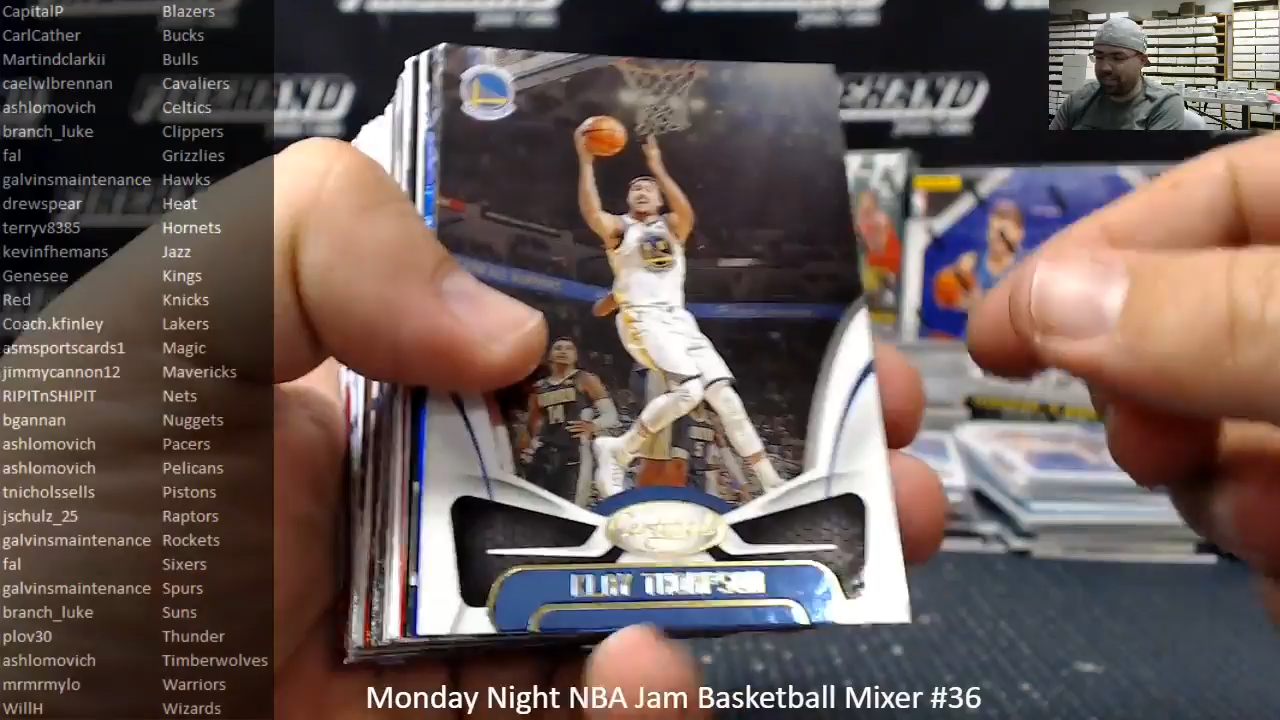 CapitalP Blazers
CarlCather Bucks
Martindclarkii Bulls
caelwlbrennan Cavaliers
ashlomovich Celtics
branch_luke Clippers
fal Grizzlies
galvinsmaintenance Hawks
drewspear Heat
terryv8385 Hornets
kevinfhemans Jazz
Genesee Kings
Red Knicks
Coach.kfinley Lakers
asmsportscards1 Magic
jimmycannon12 Mavericks
RIPITnSHIPIT Nets
bgannan Nuggets
ashlomovich Pacers
ashlomovich Pelicans
tnicholssells Pistons
jschulz_25 Raptors
galvinsmaintenance Rockets
fal Sixers
galvinsmaintenance Spurs
branch_luke Suns
plov30 Thunder
ashlomovich Timberwolves
mrmrmylo Warriors
WillH Wizards
KLAY THOMPSON
Monday Night NBA Jam Basketball Mixer #36